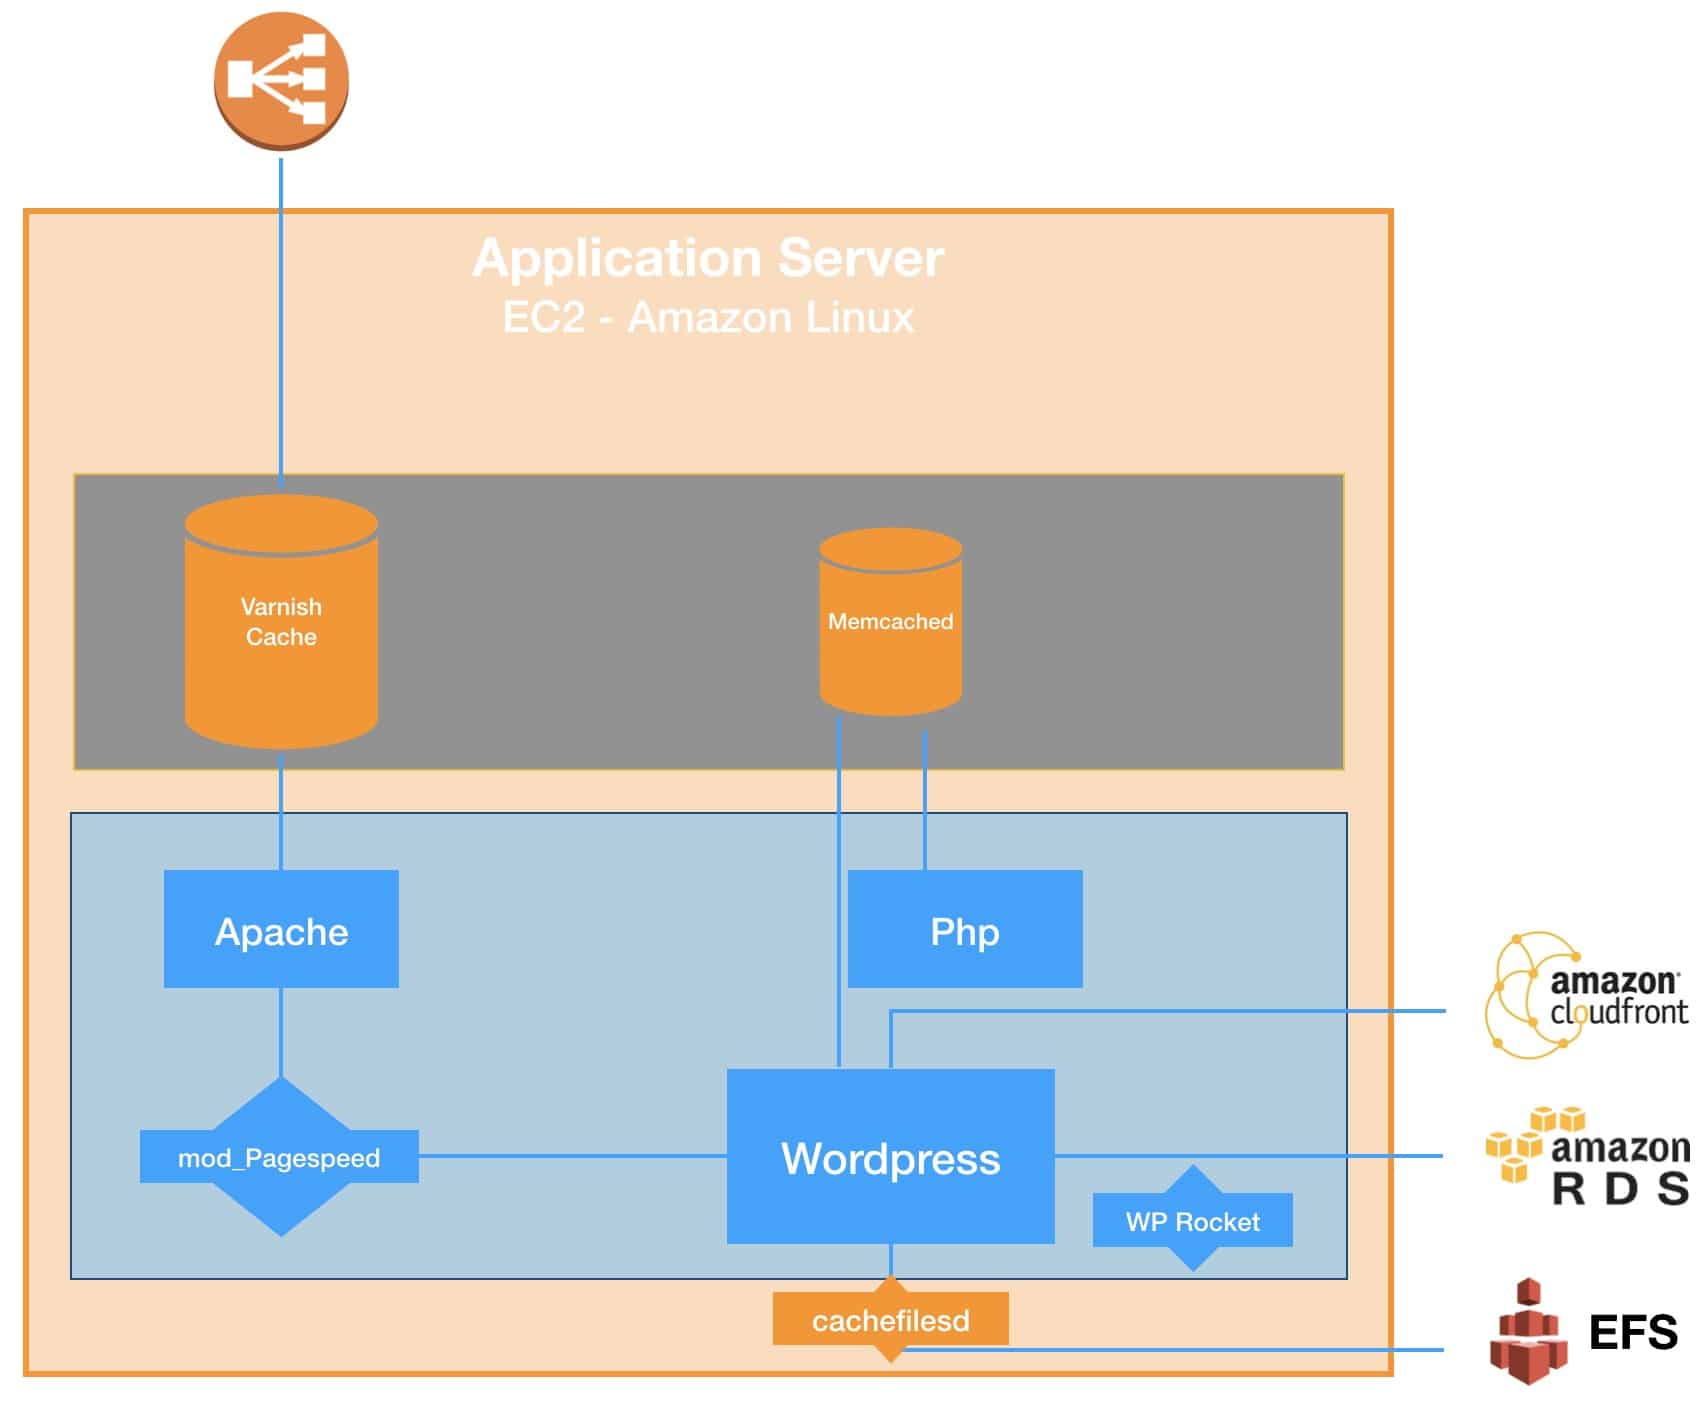 Application Server
EC2 - Amazon Linux
Varnish
Cache
Memcached
Apache
Php
amazon
cloudfront
mod_Pagespeed
Wordpress
amazon
RDS
WP Rocket
cachefilesd
EFS